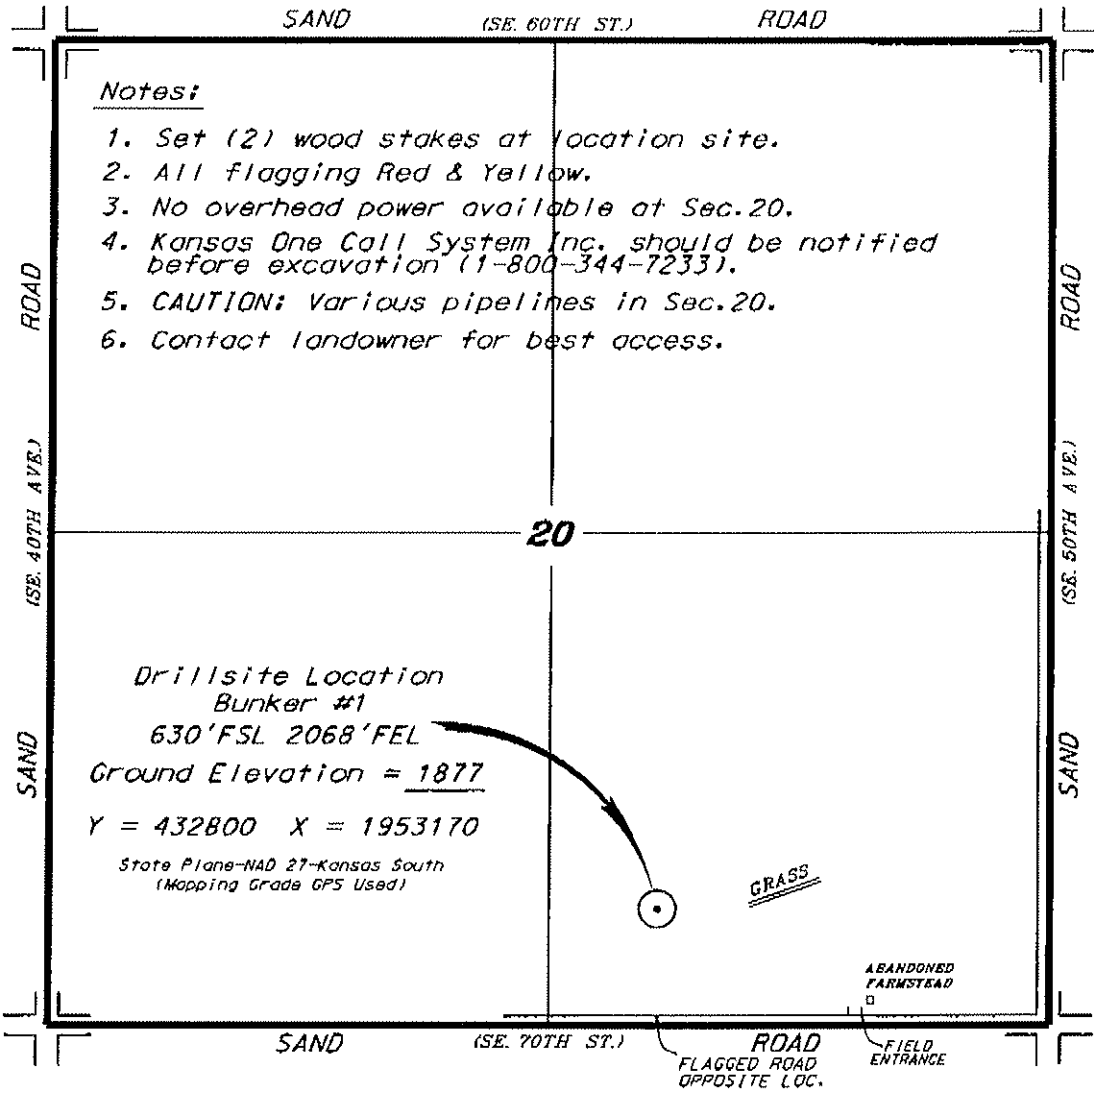 SAND (SE. 60TH ST.) ROAD
Notes:
1. Set (2) wood stakes at location site.
2. All flagging Red & Yellow.
3. No overhead power available at Sec.20.
4. Kansas One Call System Inc. should be notified
before excavation (1-800-344-7233).
5. CAUTION: Various pipelines in Sec.20.
6. Contact landowner for best access.
ROAD
(SE. 40TH AVE.)
SAND
ROAD
(SE. 50TH AVE.)
SAND
20
Drillsite Location
Bunker #1
630'FSL 2068'FEL
Ground Elevation = 1877
Y = 432800 X = 1953170
State Plane-NAD 27-Kansas South
(Mapping Grade GPS Used)
GRASS
ABANDONED
FARMSTEAD
SAND (SE. 70TH ST.) ROAD
FLAGGED ROAD
OPPOSITE LOC.
FIELD
ENTRANCE